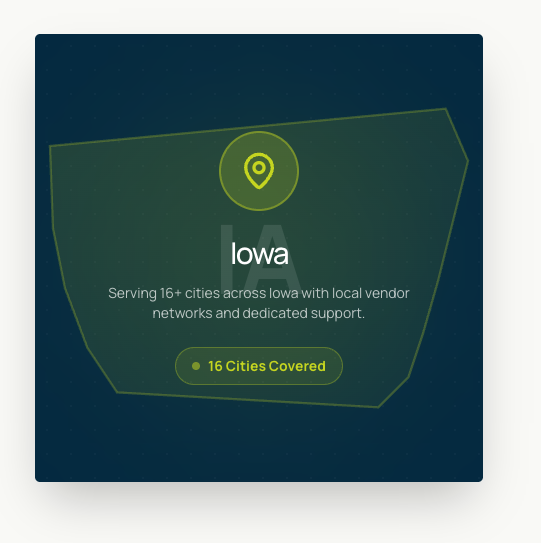 IA
Iowa
Serving 16+ cities across Iowa with local vendor
networks and dedicated support.
16 Cities Covered